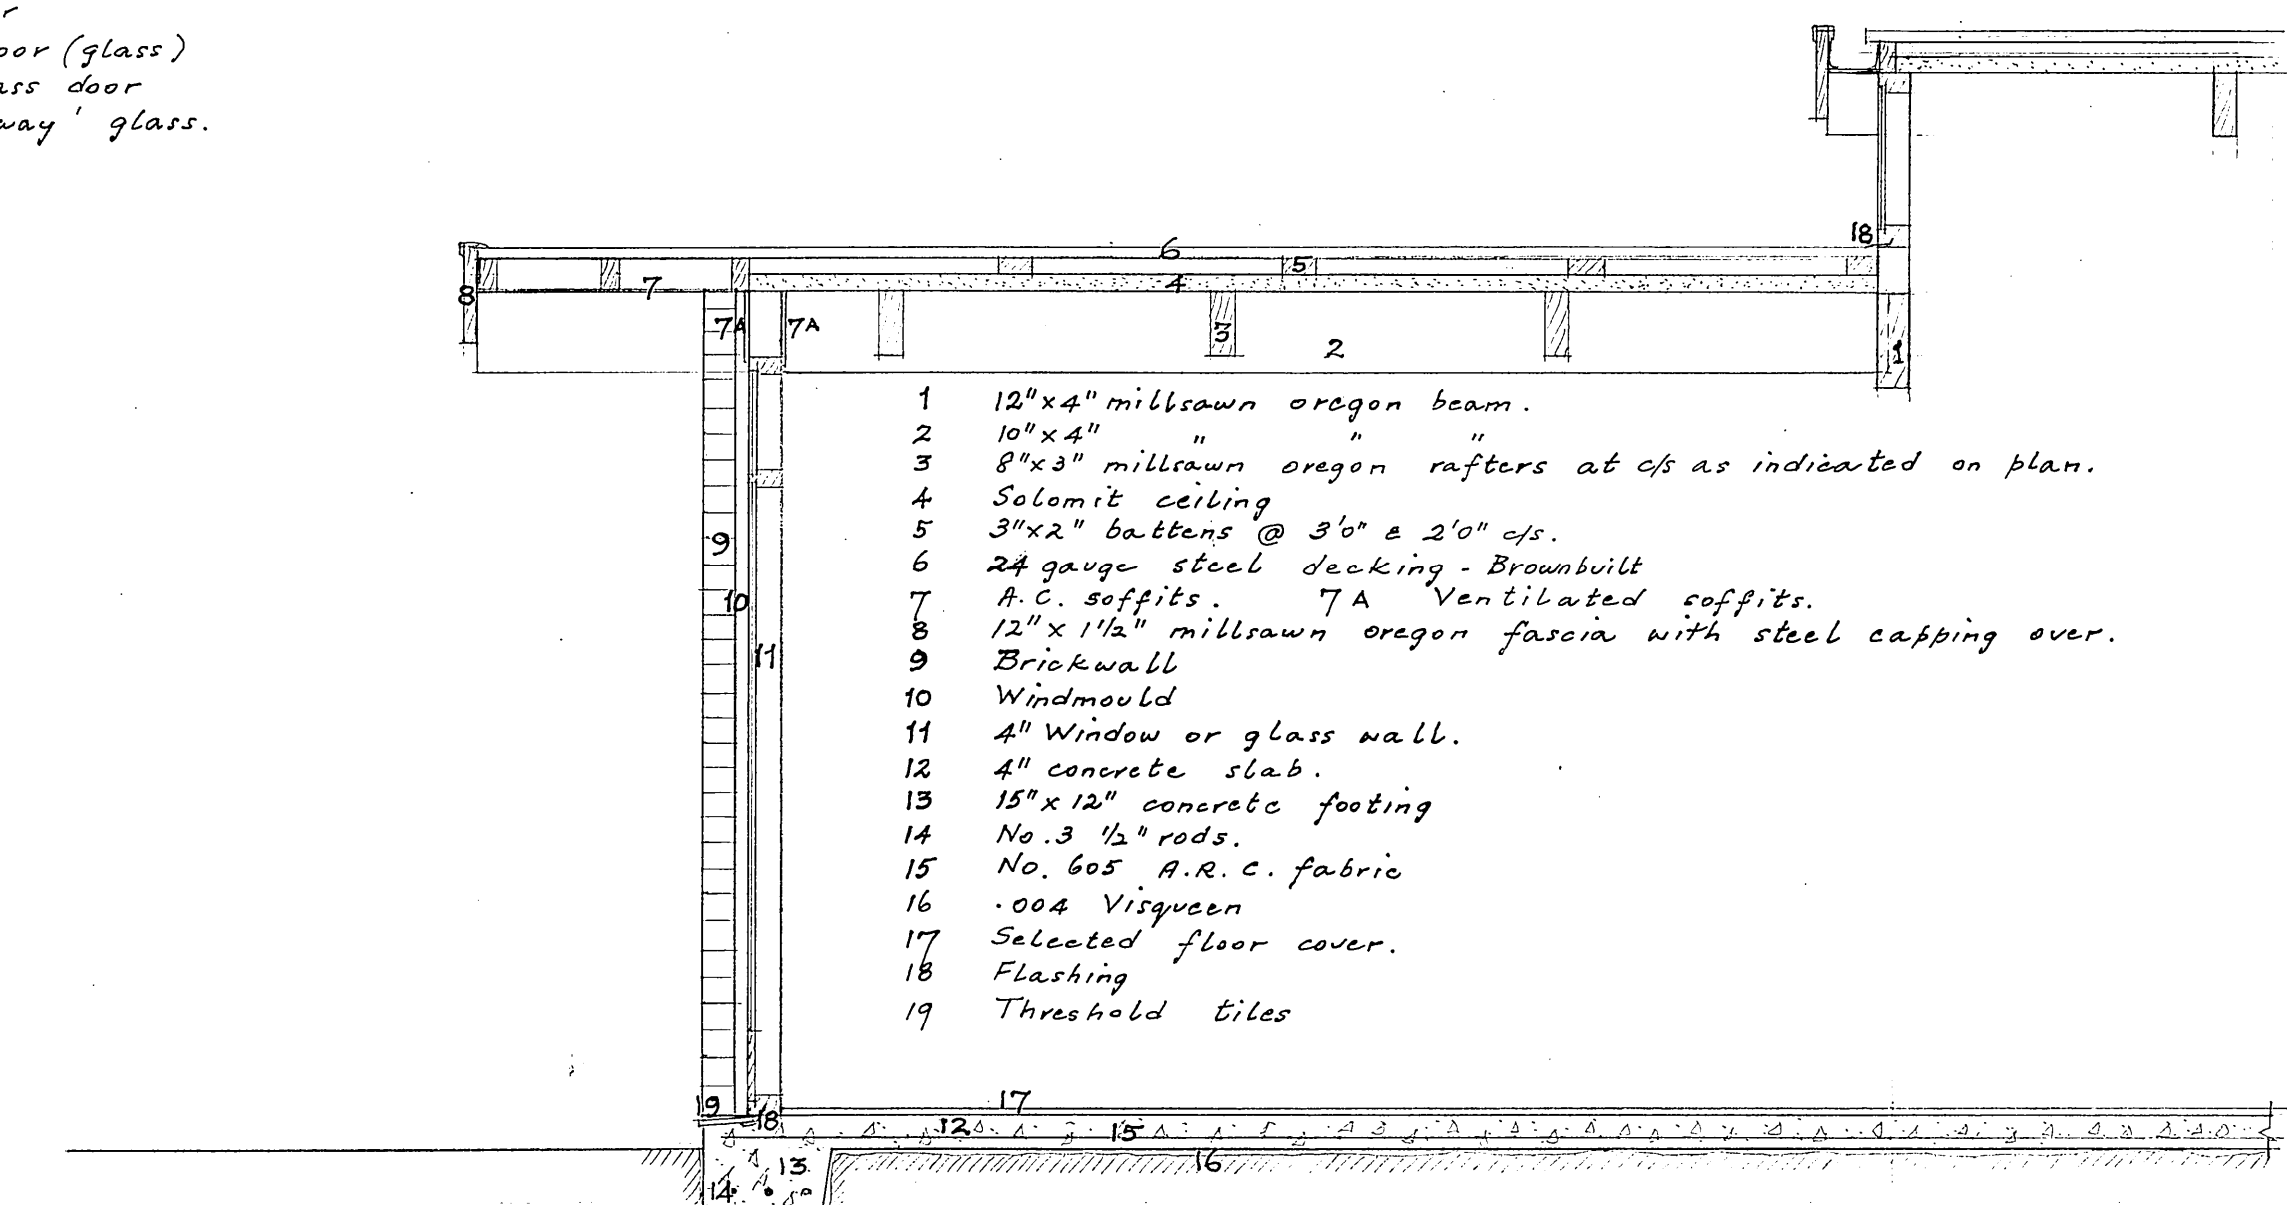 oor (glass)
ass door
way' glass.
18
6
5
7
4
8
7A 7A
3
2
1
1 12"x4" millsawn oregon beam.
2 10"x4" " " "
3 8"x3" millsawn oregon rafters at c/s as indicated on plan.
4 Solomit ceiling
5 3"x2" battens @ 3'0" & 2'0" c/s.
6 24 gauge steel decking - Brownbuilt
7 A.C. soffits. 7A Ventilated soffits.
8 12"x 1½" millsawn oregon fascia with steel capping over.
9 Brickwall
10 Windmould
11 4" Window or glass wall.
12 4" concrete slab.
13 15"x 12" concrete footing
14 No.3 ½" rods.
15 No. 605 A.R.C. fabric
16 .004 Visqueen
17 Selected floor cover.
18 Flashing
19 Threshold tiles
9
10
11
19 18 17
12 15
13 16
14